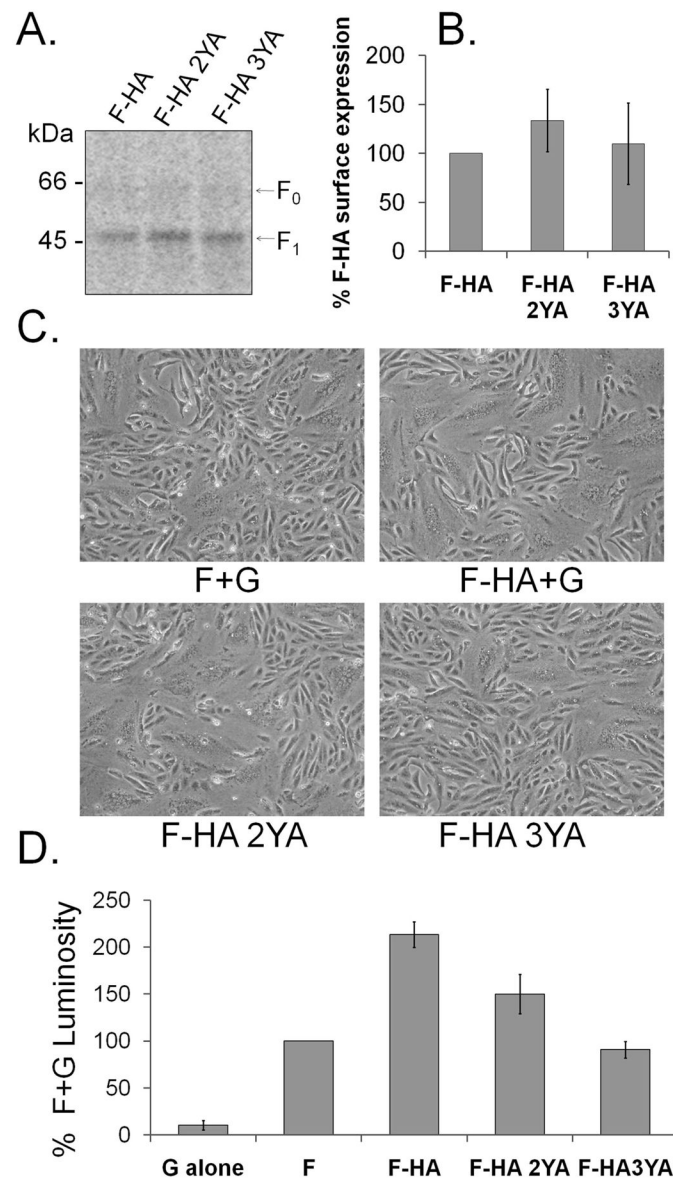 A.
F-HA
F-HA 2YA
F-HA 3YA
kDa
66 -
45 -
←F0
←F1
B.
% F-HA surface expression
200
150
100
50
0
F-HA
F-HA 2YA
F-HA 3YA
C.
F+G
F-HA+G
F-HA 2YA
F-HA 3YA
D.
% F+G Luminosity
250
200
150
100
50
0
G alone
F
F-HA
F-HA 2YA
F-HA3YA